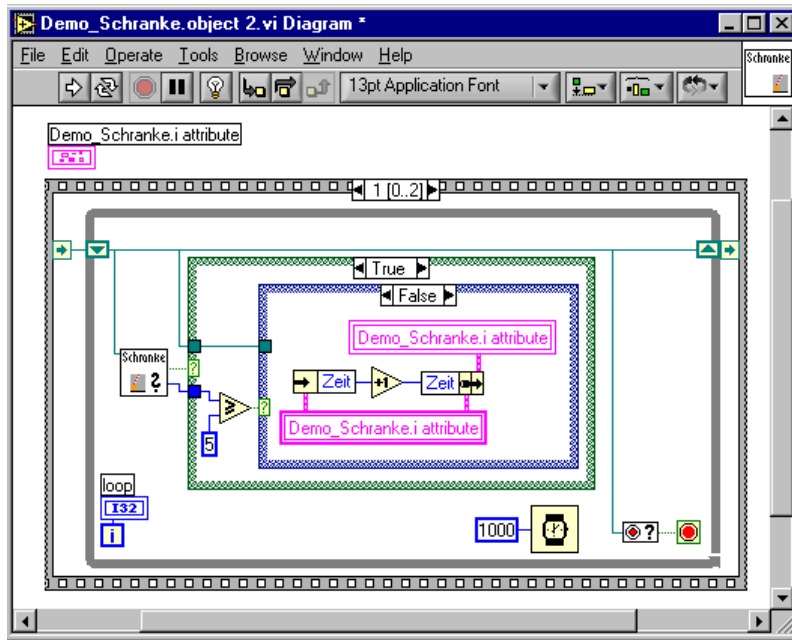 Demo_Schranke.object 2.vi Diagram *
File Edit Operate Tools Browse Window Help
Schranke
13pt Application Font
Demo_Schranke.i attribute
1 [0..2]
True
False
Demo_Schranke.i attribute
Schranke
?
?
Zeit
+1
Zeit
≥
?
Demo_Schranke.i attribute
5
loop
I32
i
1000
?